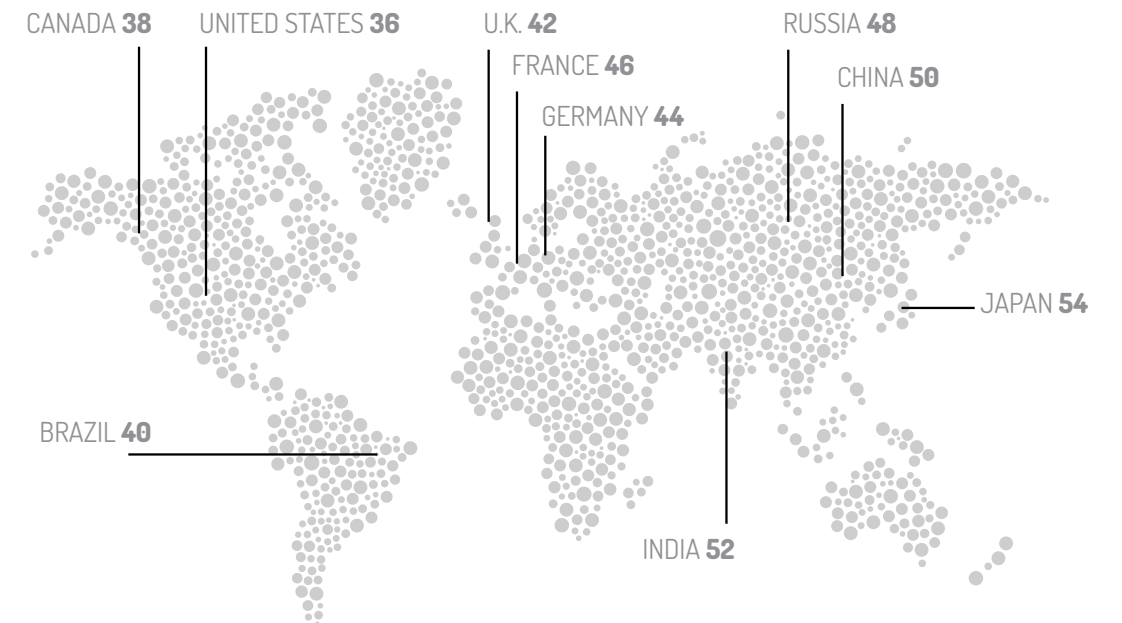 CANADA 38
UNITED STATES 36
U.K. 42
RUSSIA 48
FRANCE 46
CHINA 50
GERMANY 44
JAPAN 54
BRAZIL 40
INDIA 52